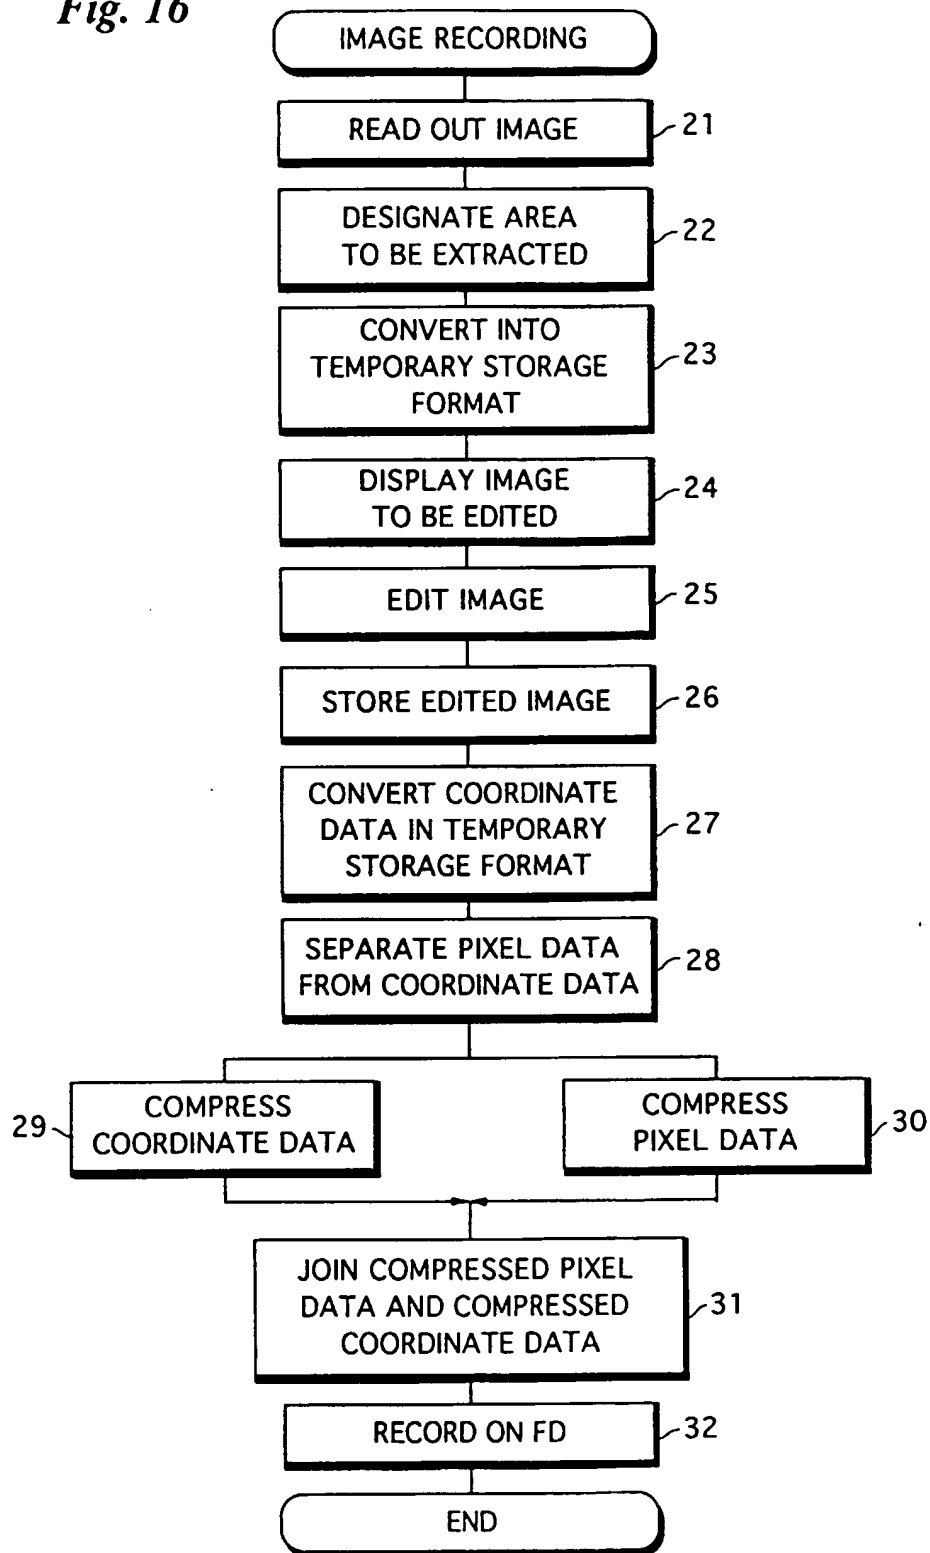 Fig. 16
IMAGE RECORDING
READ OUT IMAGE
21
DESIGNATE AREA
TO BE EXTRACTED
22
CONVERT INTO
TEMPORARY STORAGE
FORMAT
23
DISPLAY IMAGE
TO BE EDITED
24
EDIT IMAGE
25
STORE EDITED IMAGE
26
CONVERT COORDINATE
DATA IN TEMPORARY
STORAGE FORMAT
27
SEPARATE PIXEL DATA
FROM COORDINATE DATA
28
29
COMPRESS
COORDINATE DATA
COMPRESS
PIXEL DATA
30
JOIN COMPRESSED PIXEL
DATA AND COMPRESSED
COORDINATE DATA
31
RECORD ON FD
32
END